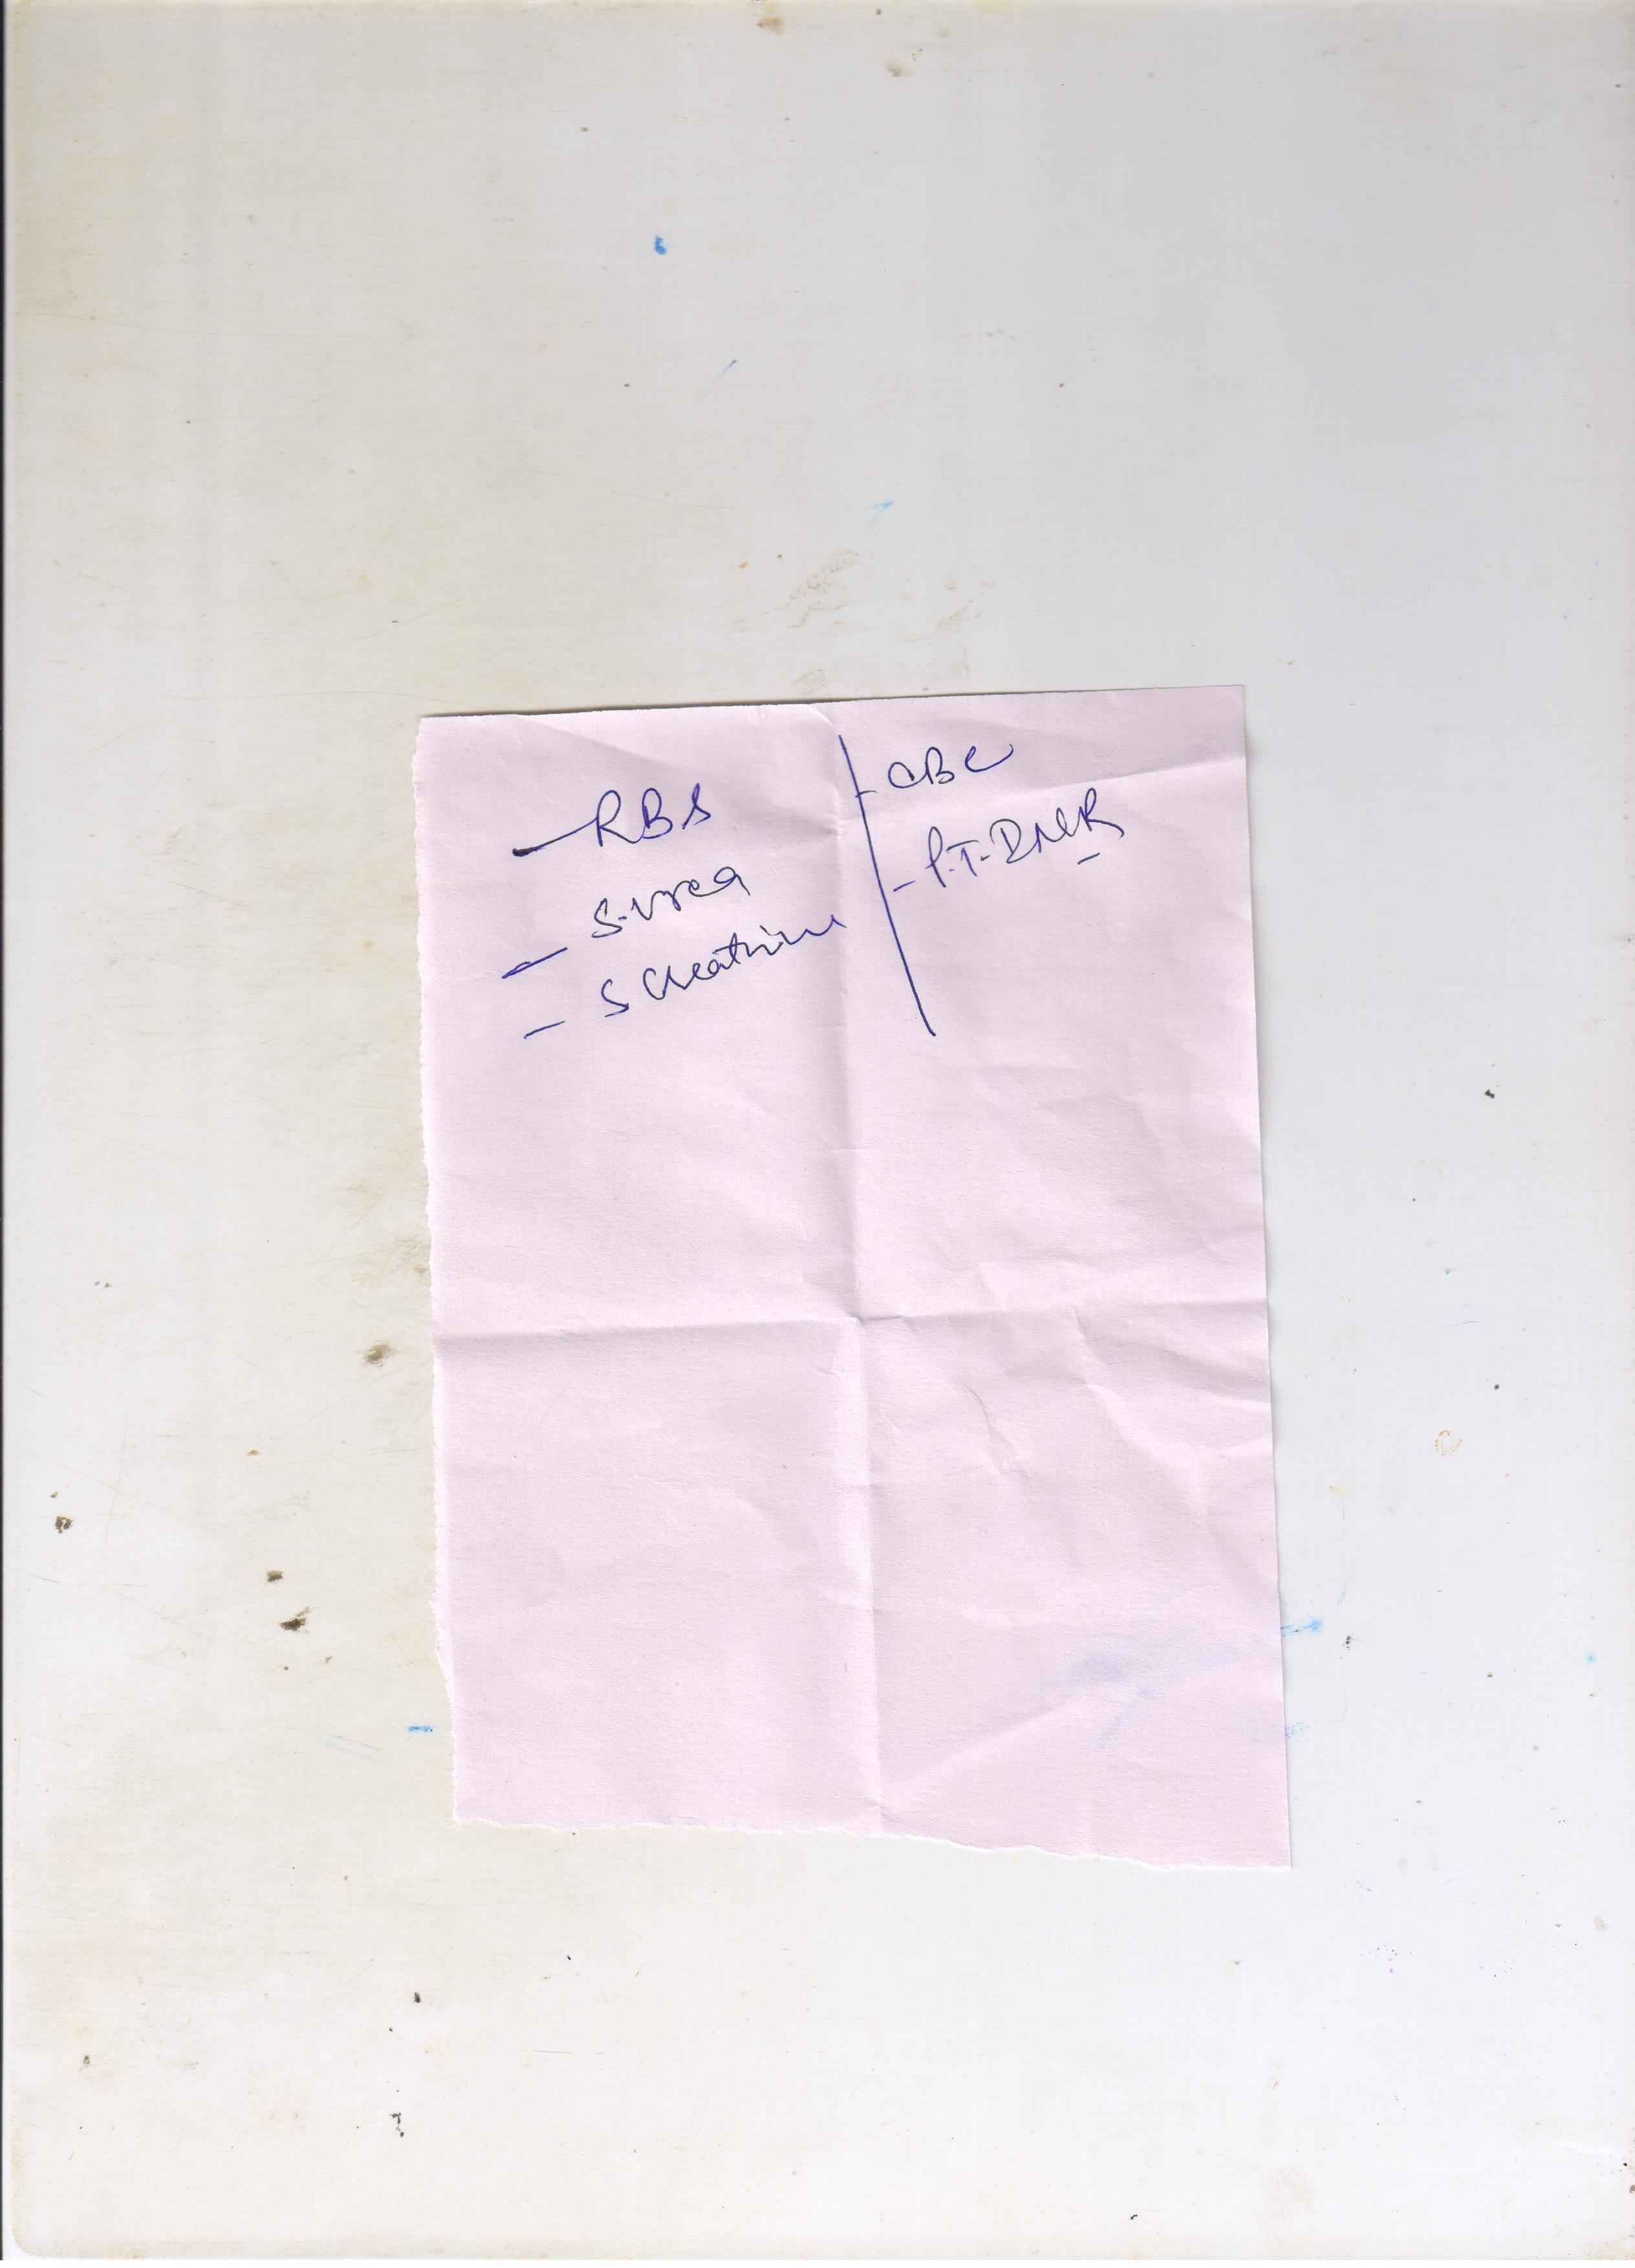 - RBS
- S. Urea
- S Creatinine
- CBC
- P.T-INR